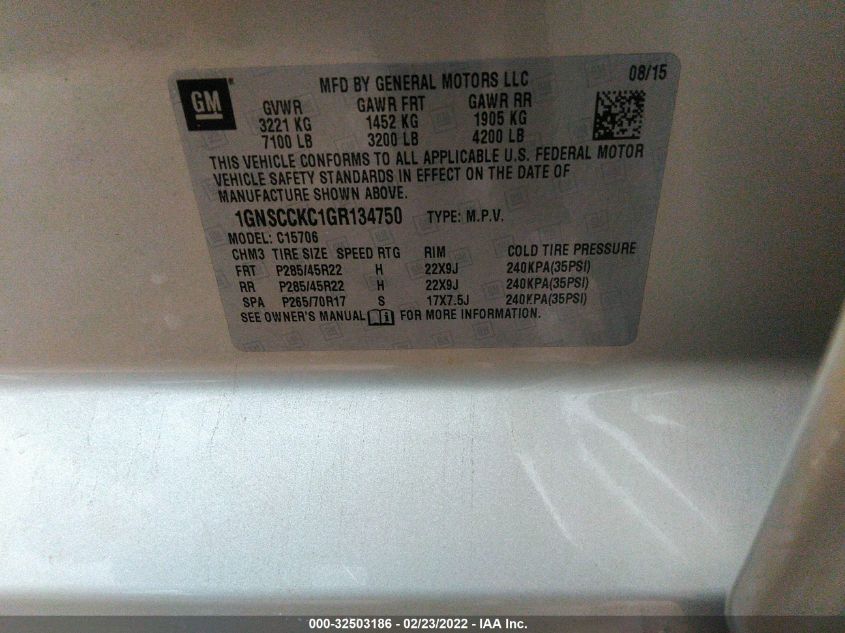 GM
MFD BY GENERAL MOTORS LLC 08/15
GVWR GAWR FRT GAWR RR
3221 KG 1452 KG 1905 KG
7100 LB 3200 LB 4200 LB
THIS VEHICLE CONFORMS TO ALL APPLICABLE U.S. FEDERAL MOTOR
VEHICLE SAFETY STANDARDS IN EFFECT ON THE DATE OF
MANUFACTURE SHOWN ABOVE.
1GNSCCKC1GR134750 TYPE: M.P.V.
MODEL: C15706
CHM3 TIRE SIZE SPEED RTG RIM COLD TIRE PRESSURE
FRT P285/45R22 H 22X9J 240KPA(35PSI)
RR P285/45R22 H 22X9J 240KPA(35PSI)
SPA P265/70R17 S 17X7.5J 240KPA(35PSI)
SEE OWNER'S MANUAL FOR MORE INFORMATION.
000-32503186 - 02/23/2022 - IAA Inc.